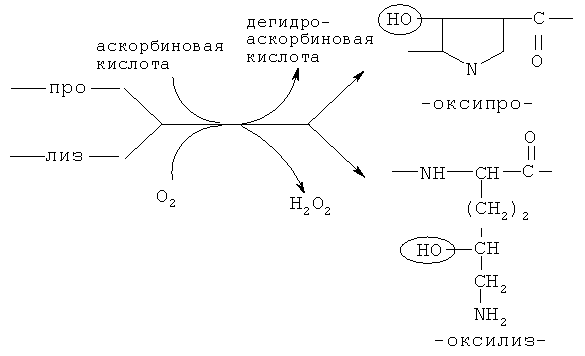 аскорбиновая
кислота
дегидро-
аскорбиновая
кислота
про
лиз
O₂
H₂O₂
HO
C
O
N
-оксипро-
O
NH
CH
C
(CH₂)₂
HO
CH
CH₂
NH₂
-оксилиз-